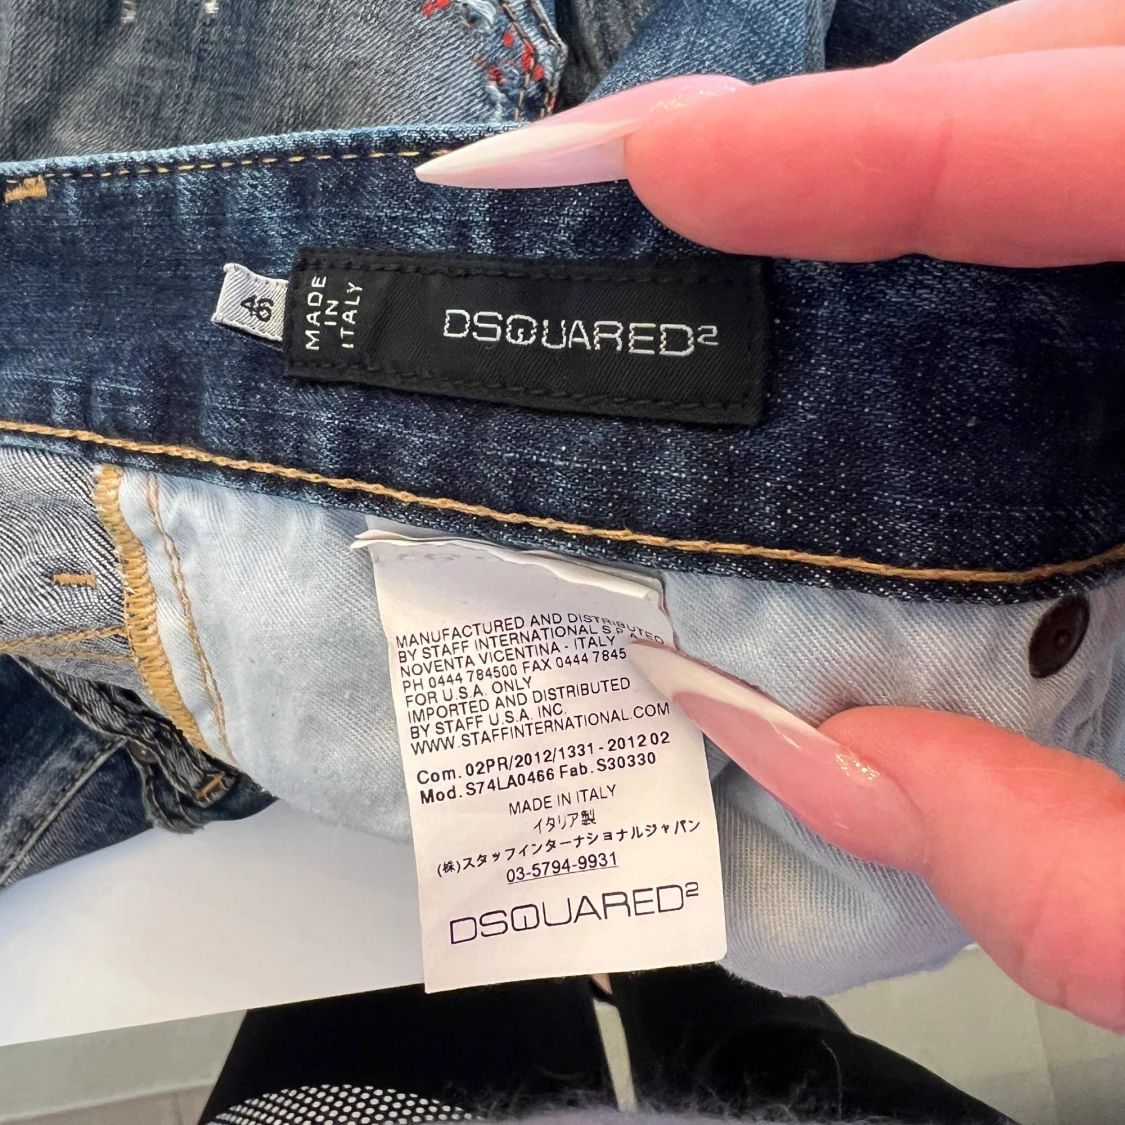 46
MADE
IN
ITALY
DSQUARED2
MANUFACTURED AND DISTRIBUTED
BY STAFF INTERNATIONAL S.P.A.
NOVENTA VICENTINA - ITALY
PH 0444 784500 FAX 0444 7845
FOR U.S.A. ONLY
IMPORTED AND DISTRIBUTED
BY STAFF U.S.A. INC.
WWW.STAFFINTERNATIONAL.COM
Com. 02PR/2012/1331 - 2012 02
Mod. S74LA0466 Fab. S30330
MADE IN ITALY
イタリア製
(株)スタッフインターナショナルジャパン
03-5794-9931
DSQUARED2